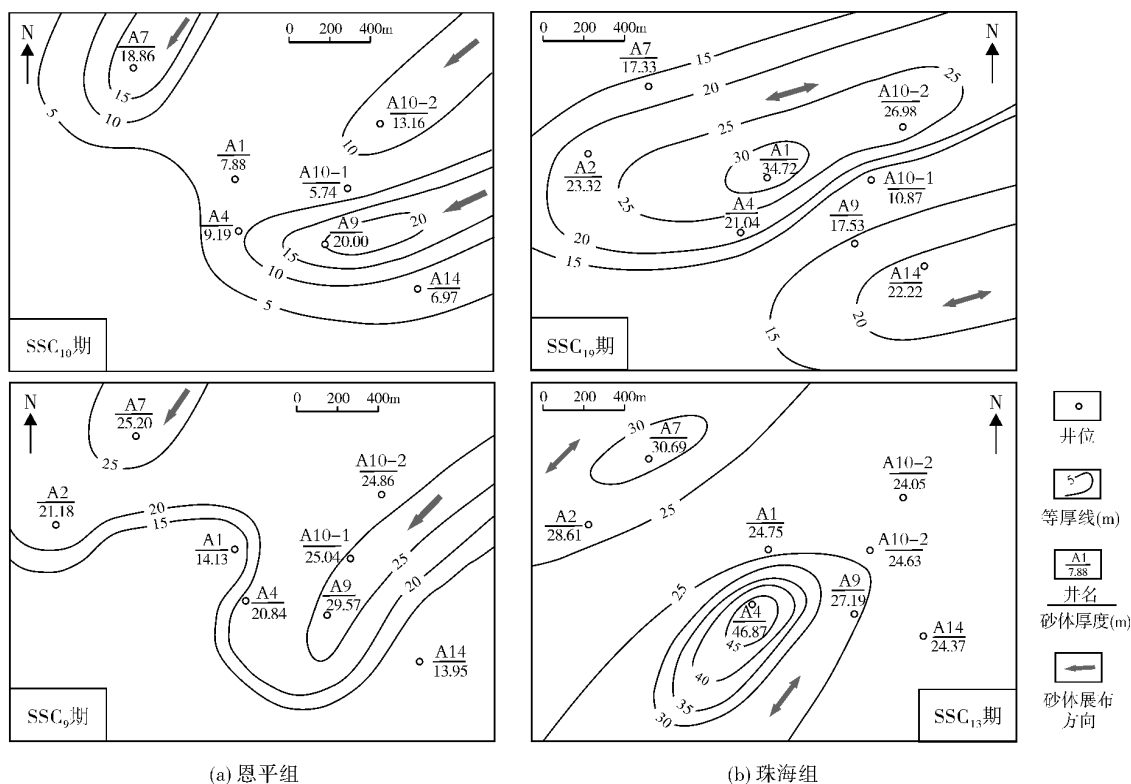 N
0 200 400m
A7
18.86
A10-2
13.16
A1
7.88
A10-1
5.74
A4
9.19
A9
20.00
A14
6.97
5
10
15
10
20
15
10
5
SSC₁₀期
0 200 400m
N
A7
17.33
A10-2
26.98
A2
23.32
A1
34.72
A10-1
10.87
A4
21.04
A9
17.53
A14
22.22
15
20
25
25
30
25
20
15
15
20
SSC₁₉期
N
0 200 400m
A7
25.20
A10-2
24.86
A2
21.18
A1
14.13
A10-1
25.04
A4
20.84
A9
29.57
A14
13.95
25
20
15
25
20
SSC₉期
0 200 400m
N
A7
30.69
A10-2
24.05
A2
28.61
A1
24.75
A10-2
24.63
A4
46.87
A9
27.19
A14
24.37
30
25
25
45
40
35
30
SSC₁₃期
井位
5
等厚线(m)
A1
7.88
井名
砂体厚度(m)
砂体展布
方向
(a) 恩平组
(b) 珠海组